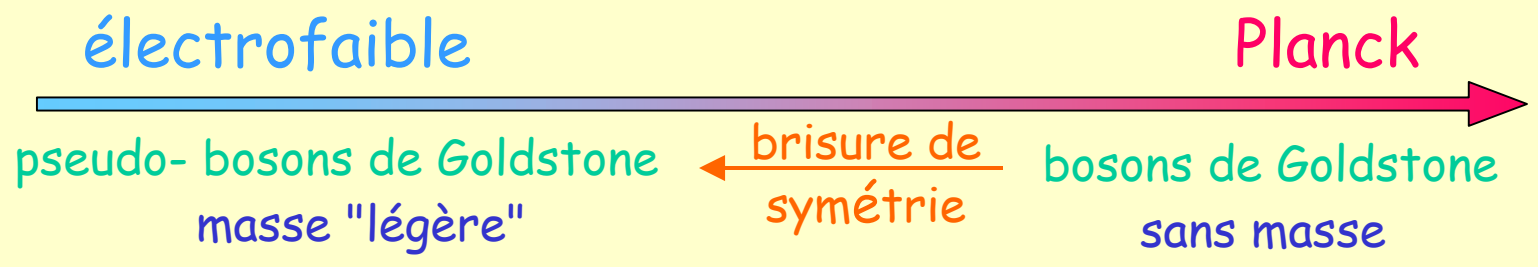 électrofaible
Planck
pseudo- bosons de Goldstone
masse "légère"
brisure de
symétrie
bosons de Goldstone
sans masse